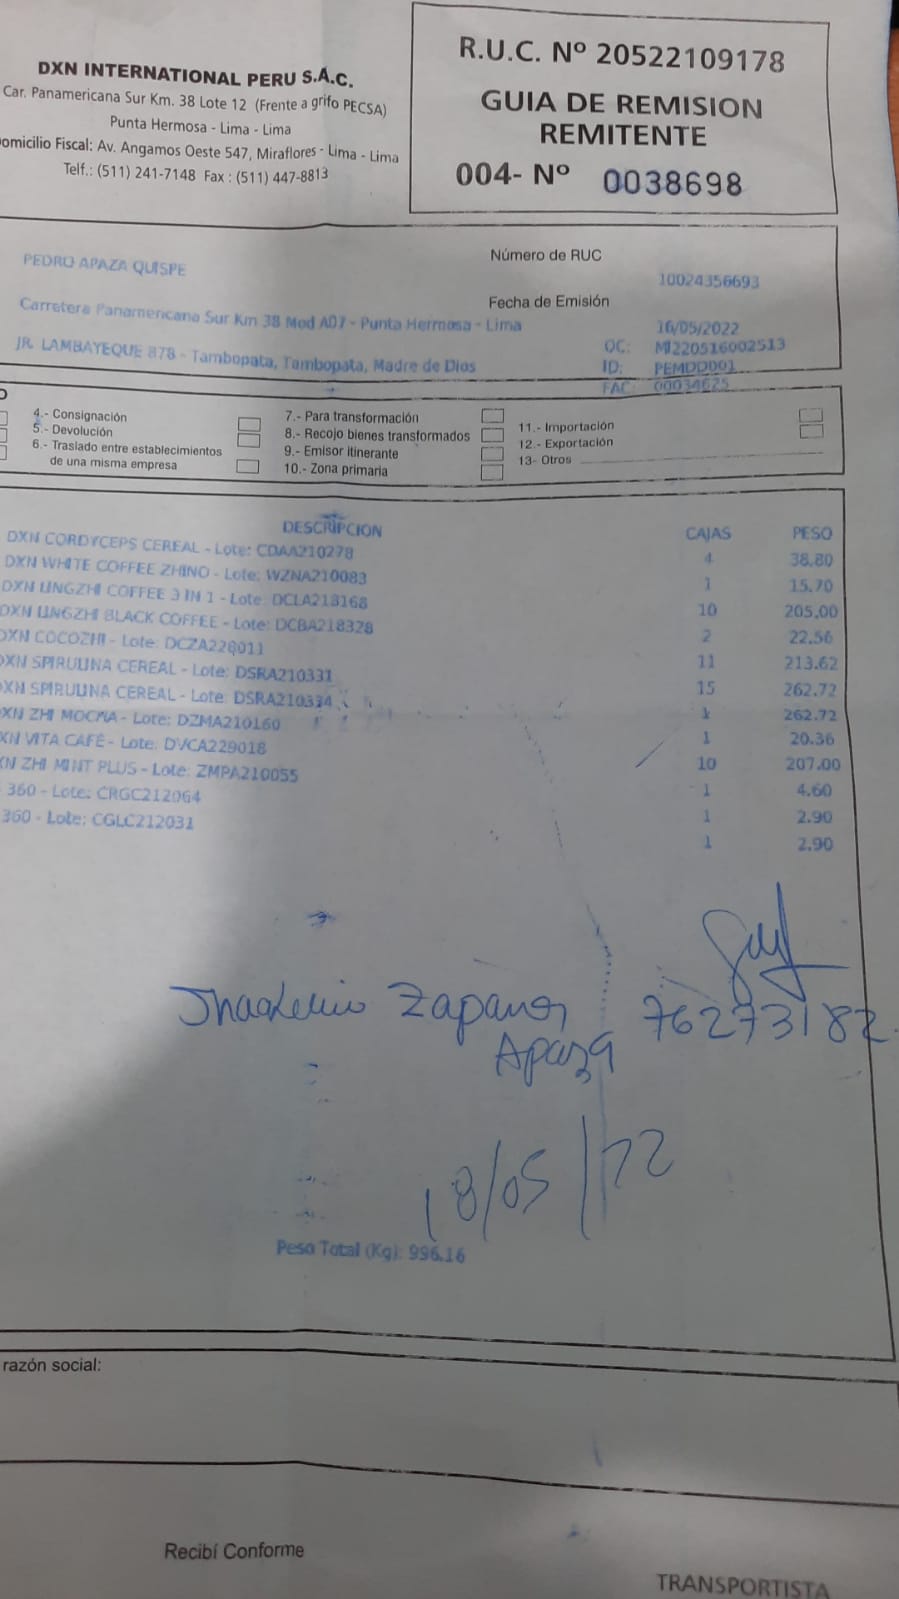 DXN INTERNATIONAL PERU S.A.C.
Car. Panamericana Sur Km. 38 Lote 12 (Frente a grifo PECSA)
Punta Hermosa - Lima - Lima
omicilio Fiscal: Av. Angamos Oeste 547, Miraflores - Lima - Lima
Telf.: (511) 241-7148 Fax : (511) 447-8813
R.U.C. Nº 20522109178
GUIA DE REMISION
REMITENTE
004- Nº 0038698
PEDRO APAZA QUISPE
Número de RUC
10024356693
Carretera Panamericana Sur Km 38 Mod A07 - Punta Hermosa - Lima
Fecha de Emisión
16/05/2022
JR. LAMBAYEQUE 878 - Tambopata, Tambopata, Madre de Dios
OC: MI220516002513
ID: PEMDD001
FAC: 00034625
O
4.- Consignación
5.- Devolución
6.- Traslado entre establecimientos
de una misma empresa
7.- Para transformación
8.- Recojo bienes transformados
9.- Emisor itinerante
10.- Zona primaria
11.- Importación
12.- Exportación
13- Otros
DESCRIPCION CAJAS PESO
DXN CORDYCEPS CEREAL - Lote: CDAA210278 4 38.80
DXN WHITE COFFEE ZHINO - Lote: WZNA210083 1 15.70
DXN LINGZHI COFFEE 3 IN 1 - Lote: DCLA218168 10 205.00
DXN LINGZHI BLACK COFFEE - Lote: DCBA218328 2 22.56
DXN COCOZHI - Lote: DCZA228011 11 213.62
DXN SPIRULINA CEREAL - Lote: DSRA210331 15 262.72
DXN SPIRULINA CEREAL - Lote: DSRA210334 1 262.72
XN ZHI MOCHA - Lote: DZMA210160 1 20.36
XN VITA CAFE - Lote: DVCA229018 10 207.00
XN ZHI MINT PLUS - Lote: ZMPA210055 1 4.60
360 - Lote: CRGC212064 1 2.90
360 - Lote: CGLC212031 1 2.90
Zapana 76273182
Apaza
18/05/22
Peso Total (Kg): 996.16
razón social:
Recibí Conforme
TRANSPORTISTA